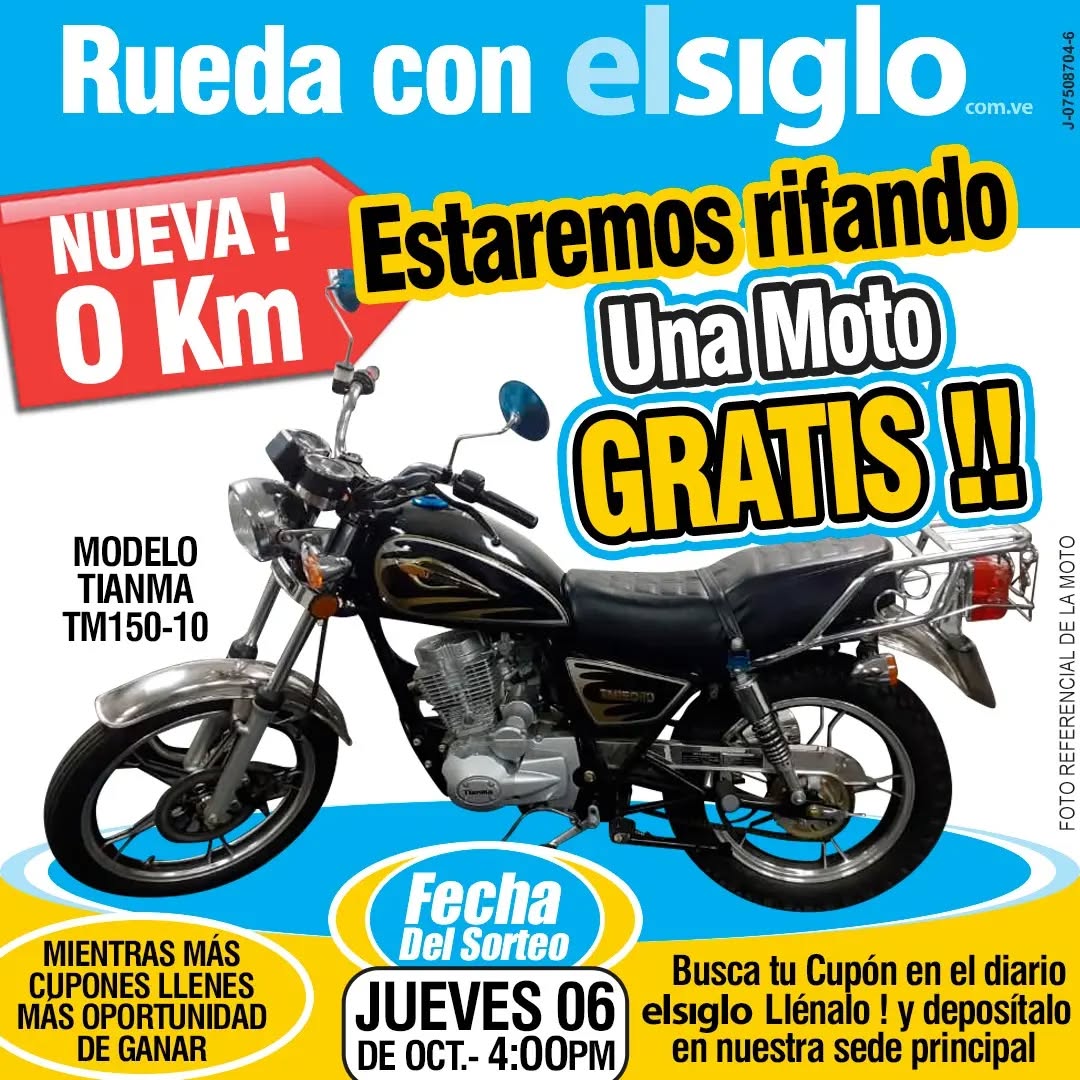 Rueda con elsiglo
com.ve
J-07508704-6
NUEVA !
0 Km
Estaremos rifando
Una Moto
GRATIS !!
MODELO
TIANMA
TM150-10
Tianma
FOTO REFERENCIAL DE LA MOTO
Fecha
Del Sorteo
JUEVES 06
DE OCT.- 4:00PM
MIENTRAS MÁS
CUPONES LLENES
MÁS OPORTUNIDAD
DE GANAR
Busca tu Cupón en el diario
elsiglo Llénalo ! y deposítalo
en nuestra sede principal